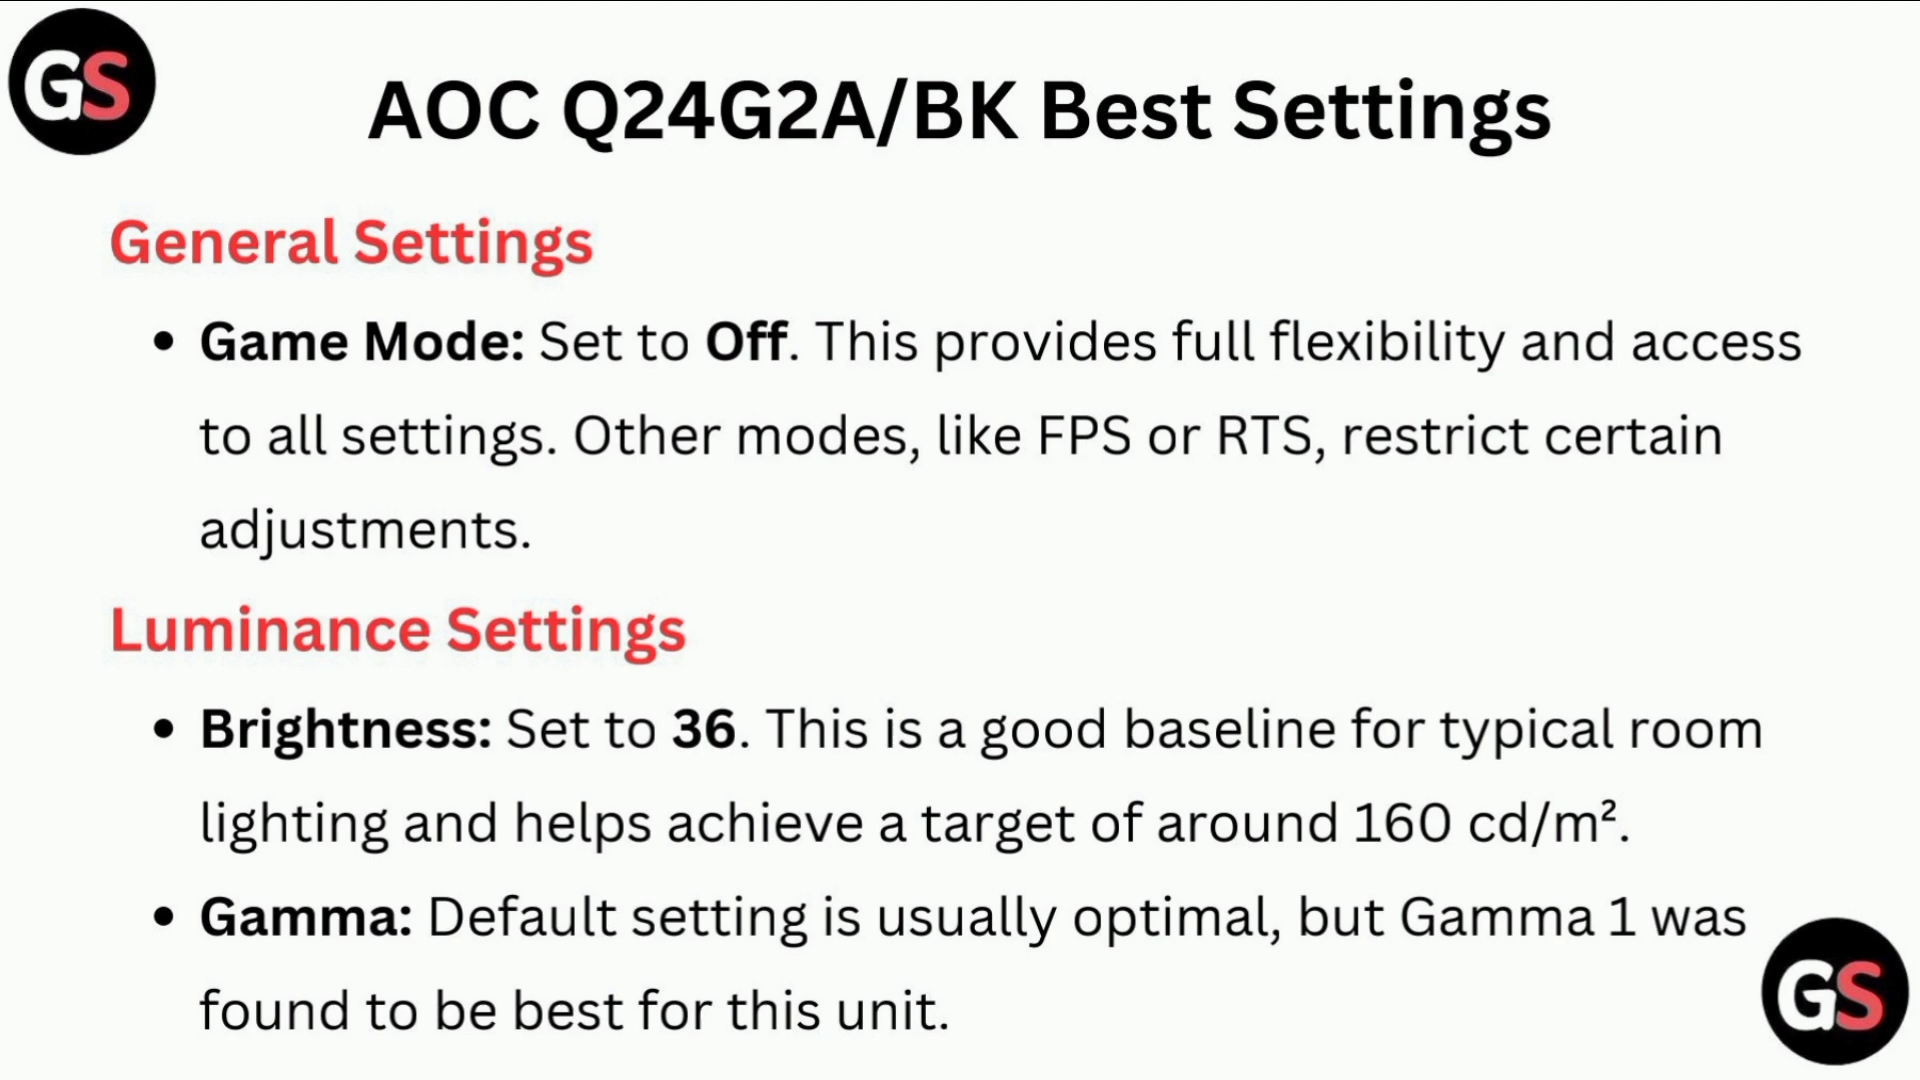 GS
AOC Q24G2A/BK Best Settings
General Settings
• Game Mode: Set to Off. This provides full flexibility and access
to all settings. Other modes, like FPS or RTS, restrict certain
adjustments.
Luminance Settings
• Brightness: Set to 36. This is a good baseline for typical room
lighting and helps achieve a target of around 160 cd/m².
• Gamma: Default setting is usually optimal, but Gamma 1 was
found to be best for this unit.
GS